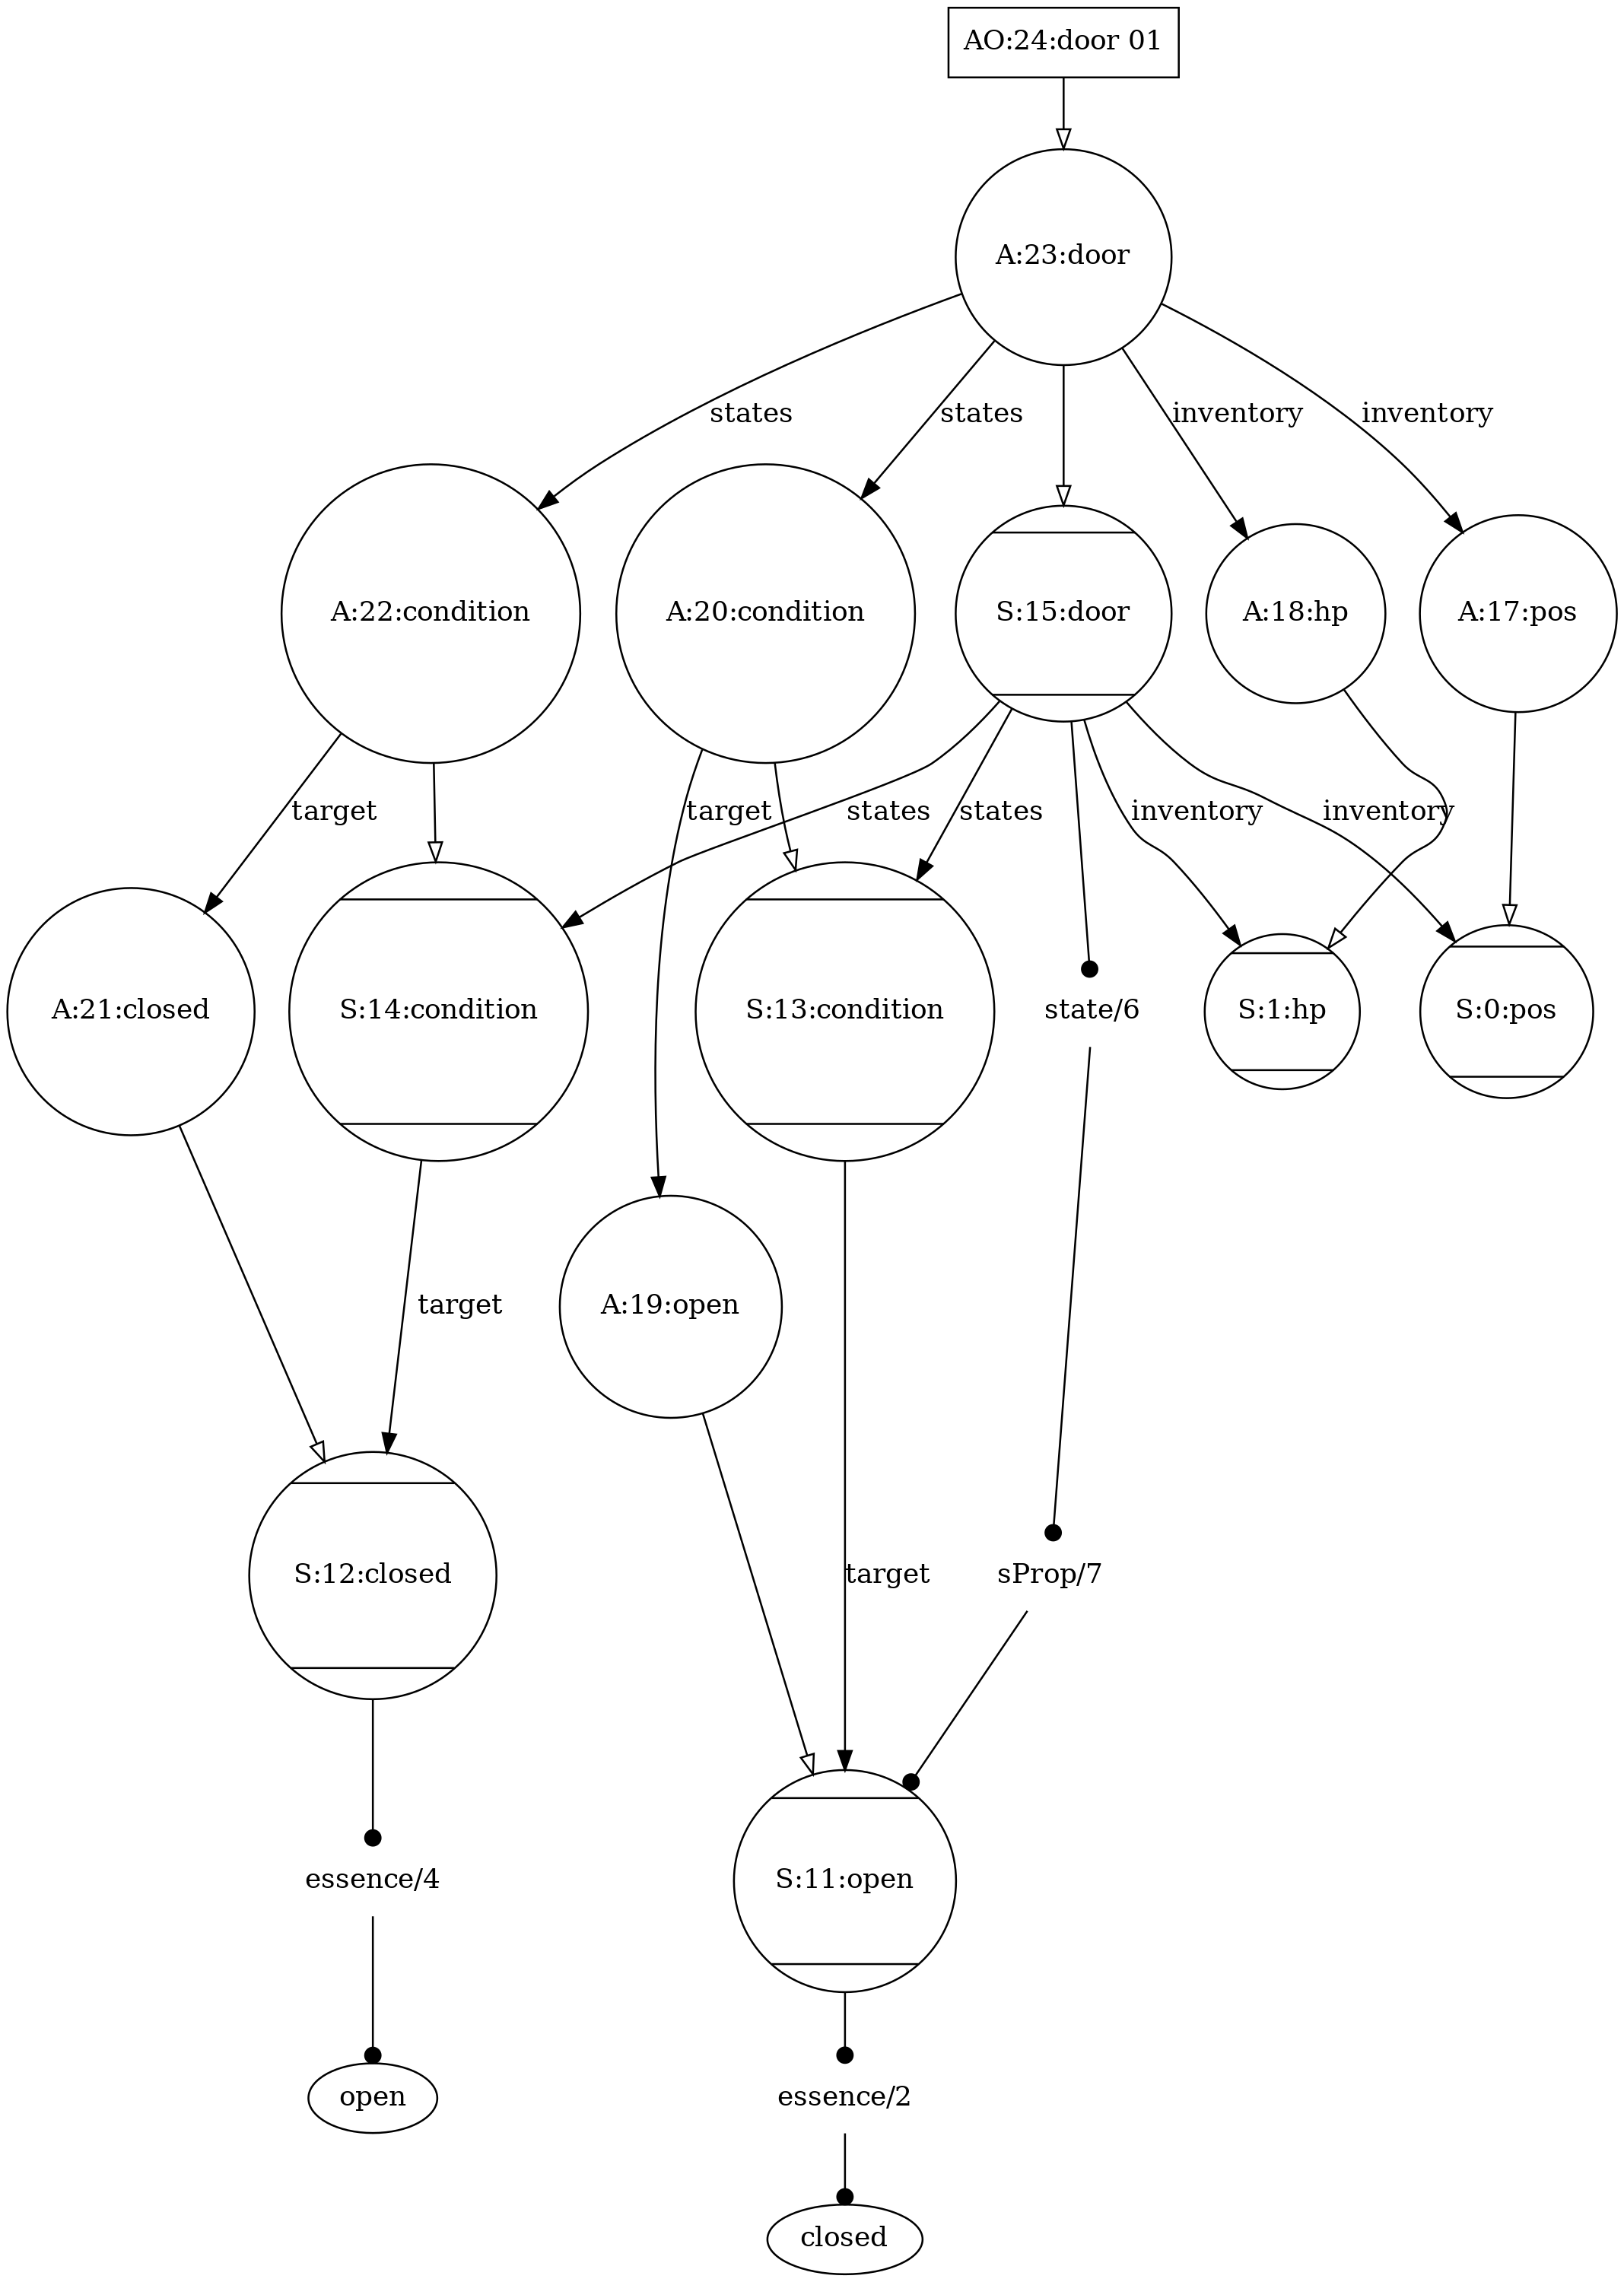 AO:24:door 01
A:23:door
states
states
inventory
inventory
A:22:condition
A:20:condition
S:15:door
A:18:hp
A:17:pos
target
target
states
states
inventory
inventory
A:21:closed
S:14:condition
S:13:condition
state/6
S:1:hp
S:0:pos
target
A:19:open
S:12:closed
target
sProp/7
essence/4
S:11:open
open
essence/2
closed